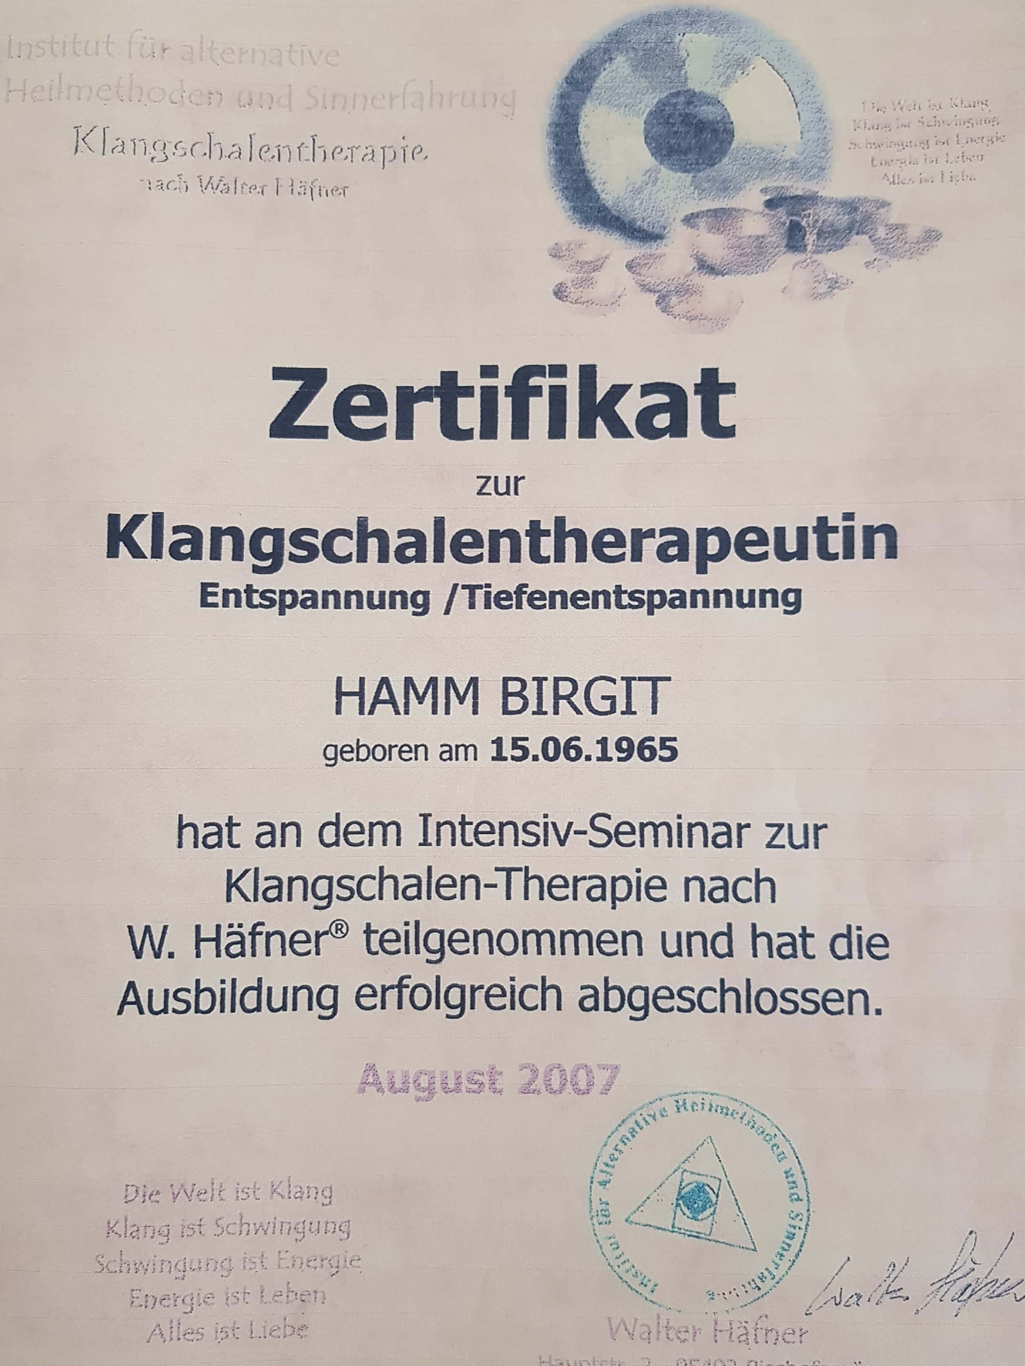 Institut für alternative
Heilmethoden und Sinnerfahrung
Klangschalentherapie
nach Walter Häfner
Die Welt ist Klang
Klang ist Schwingung
Schwingung ist Energie
Energie ist Leben
Alles ist Liebe
Zertifikat
zur
Klangschalentherapeutin
Entspannung /Tiefenentspannung
HAMM BIRGIT
geboren am 15.06.1965
hat an dem Intensiv-Seminar zur
Klangschalen-Therapie nach
W. Häfner® teilgenommen und hat die
Ausbildung erfolgreich abgeschlossen.
August 2007
Die Welt ist Klang
Klang ist Schwingung
Schwingung ist Energie
Energie ist Leben
Alles ist Liebe
Institut für Alternative Heilmethoden und Sinnerfahrung
Walter Häfner
Walter Häfner